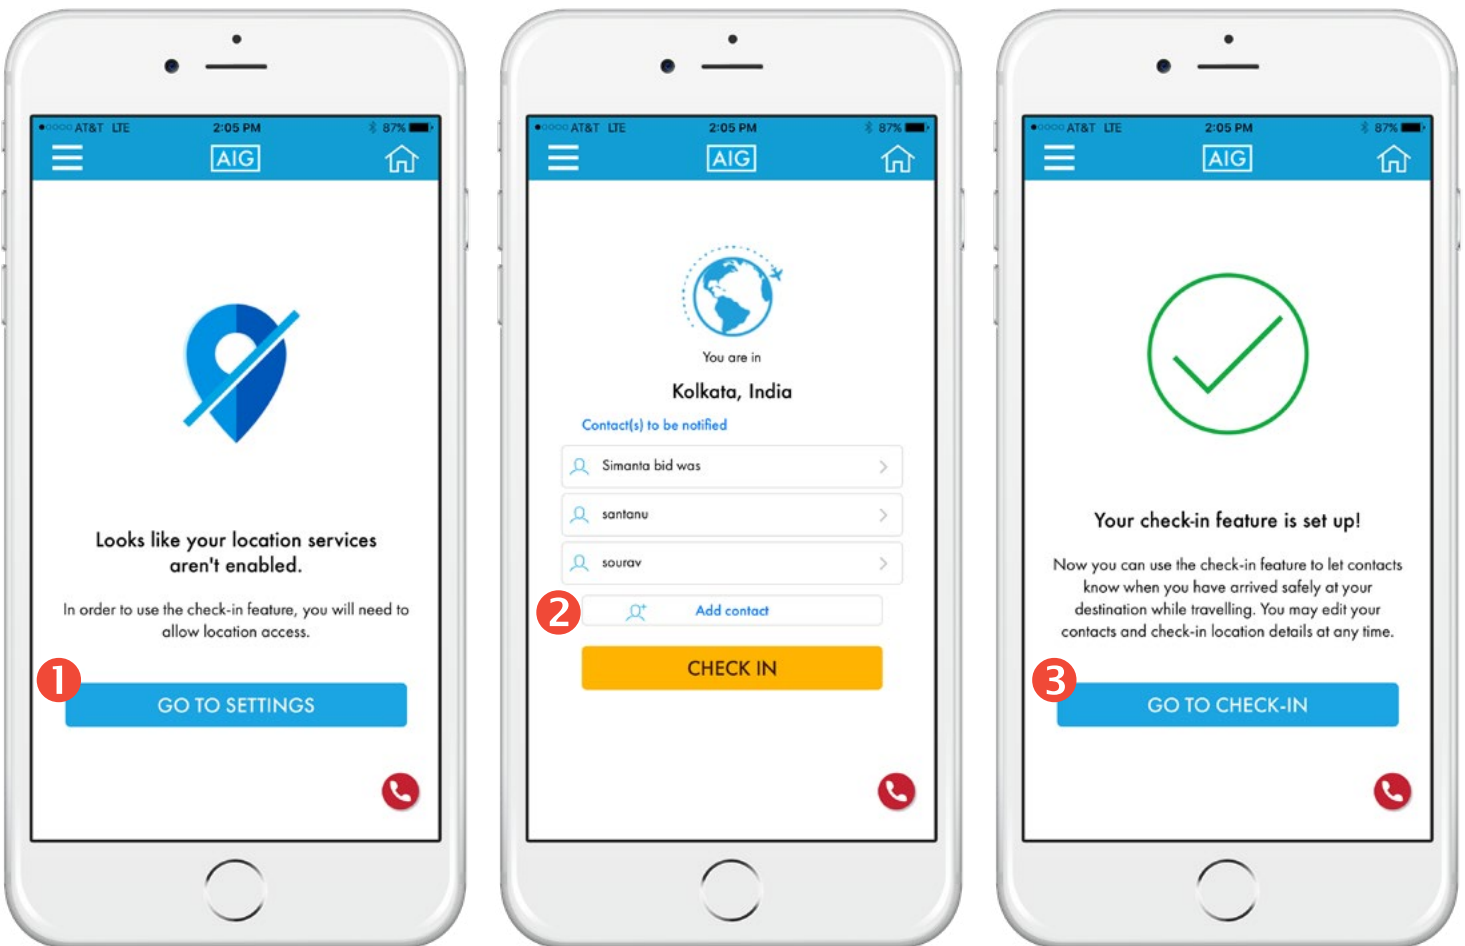 AT&T LTE 2:05 PM 87%
AIG
Looks like your location services
aren't enabled.
In order to use the check-in feature, you will need to
allow location access.
1
GO TO SETTINGS
AT&T LTE 2:05 PM 87%
AIG
You are in
Kolkata, India
Contact(s) to be notified
Simanta bid was
santanu
sourav
2 Add contact
CHECK IN
AT&T LTE 2:05 PM 87%
AIG
Your check-in feature is set up!
Now you can use the check-in feature to let contacts
know when you have arrived safely at your
destination while travelling. You may edit your
contacts and check-in location details at any time.
3
GO TO CHECK-IN